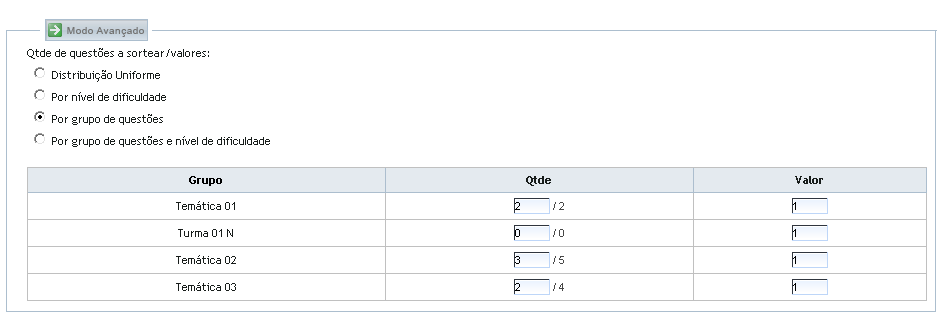 Modo Avançado
Qtde de questões a sortear/valores:
Distribuição Uniforme
Por nível de dificuldade
Por grupo de questões
Por grupo de questões e nível de dificuldade
Grupo Qtde Valor
Temática 01 2 / 2 1
Turma 01 N 0 / 0 1
Temática 02 3 / 5 1
Temática 03 2 / 4 1